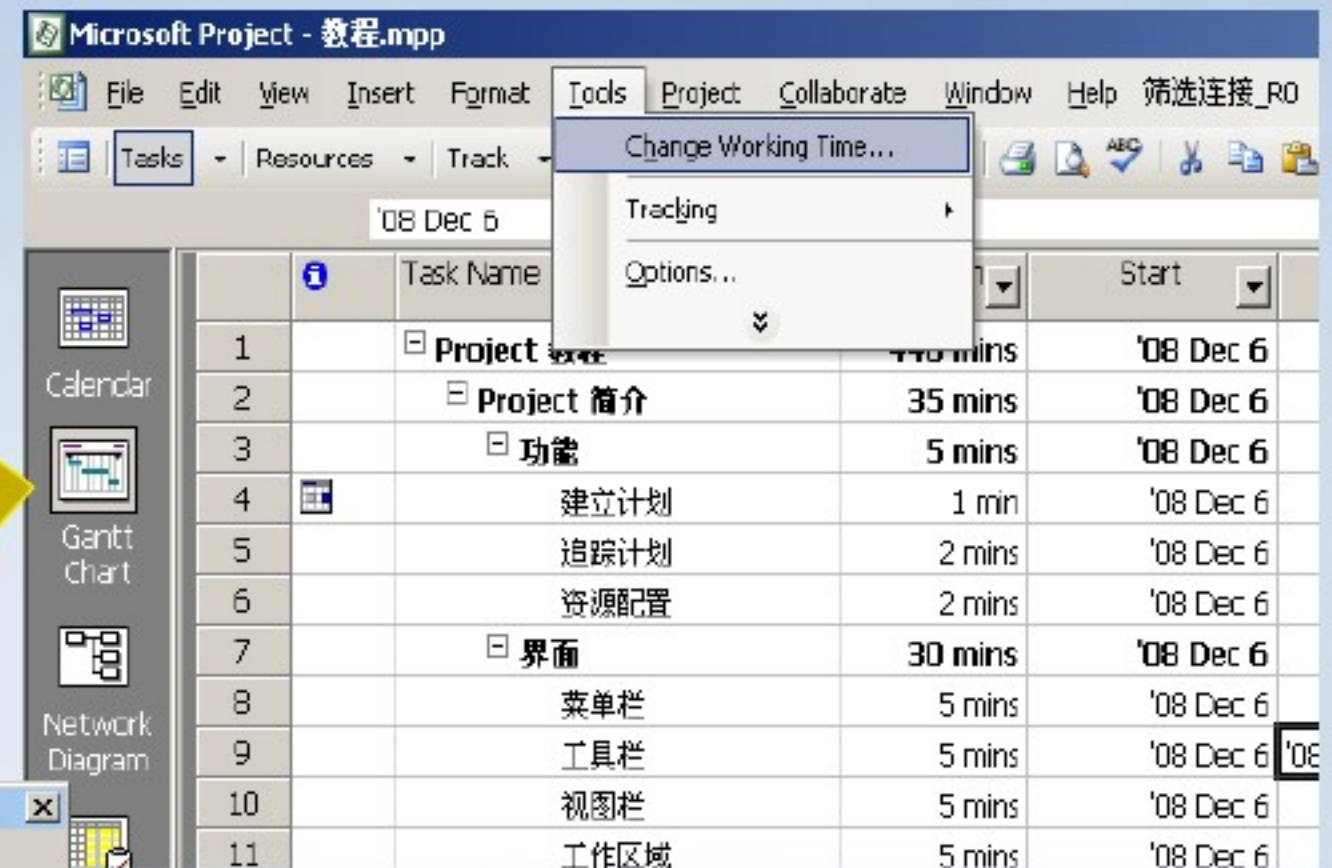 Microsoft Project - 教程.mpp
File Edit View Insert Format Tools Project Collaborate Window Help 筛选连接_R0
Tasks Resources Track
Change Working Time...
'08 Dec 6
Tracking
Options...
Task Name Start
1 Project 教程 mins '08 Dec 6
2 Project 简介 35 mins '08 Dec 6
3 功能 5 mins '08 Dec 6
4 建立计划 1 min '08 Dec 6
5 追踪计划 2 mins '08 Dec 6
6 资源配置 2 mins '08 Dec 6
7 界面 30 mins '08 Dec 6
8 菜单栏 5 mins '08 Dec 6
9 工具栏 5 mins '08 Dec 6 '08
10 视图栏 5 mins '08 Dec 6
11 工作区域 5 mins '08 Dec 6
Calendar
Gantt
Chart
Network
Diagram